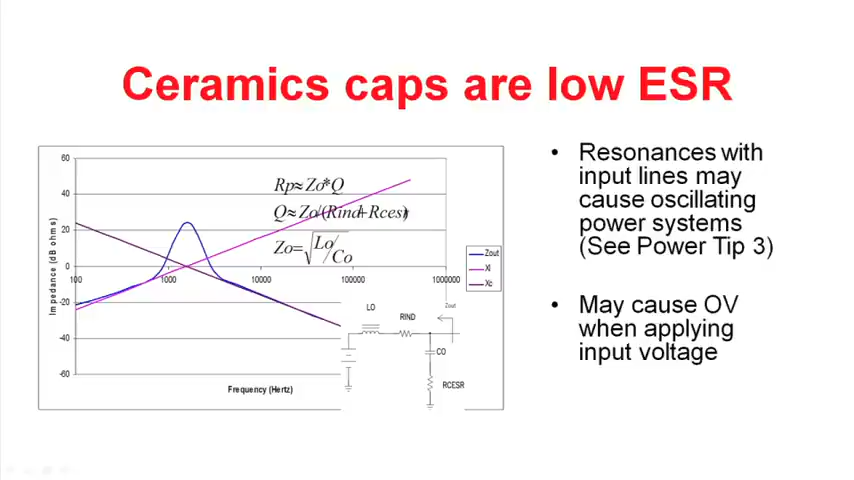 Ceramics caps are low ESR
60
40
20
0
-20
-40
-60
100
1000
10000
100000
1000000
Impedance (dB ohms)
Frequency (Hertz)
Rp≈Zo*Q
Q≈Zo/(Rind+Rcesr)
Zo=√Lo/Co
Zout
Xl
Xc
LO
RIND
Zout
CO
RCESR
• Resonances with
input lines may
cause oscillating
power systems
(See Power Tip 3)
• May cause OV
when applying
input voltage